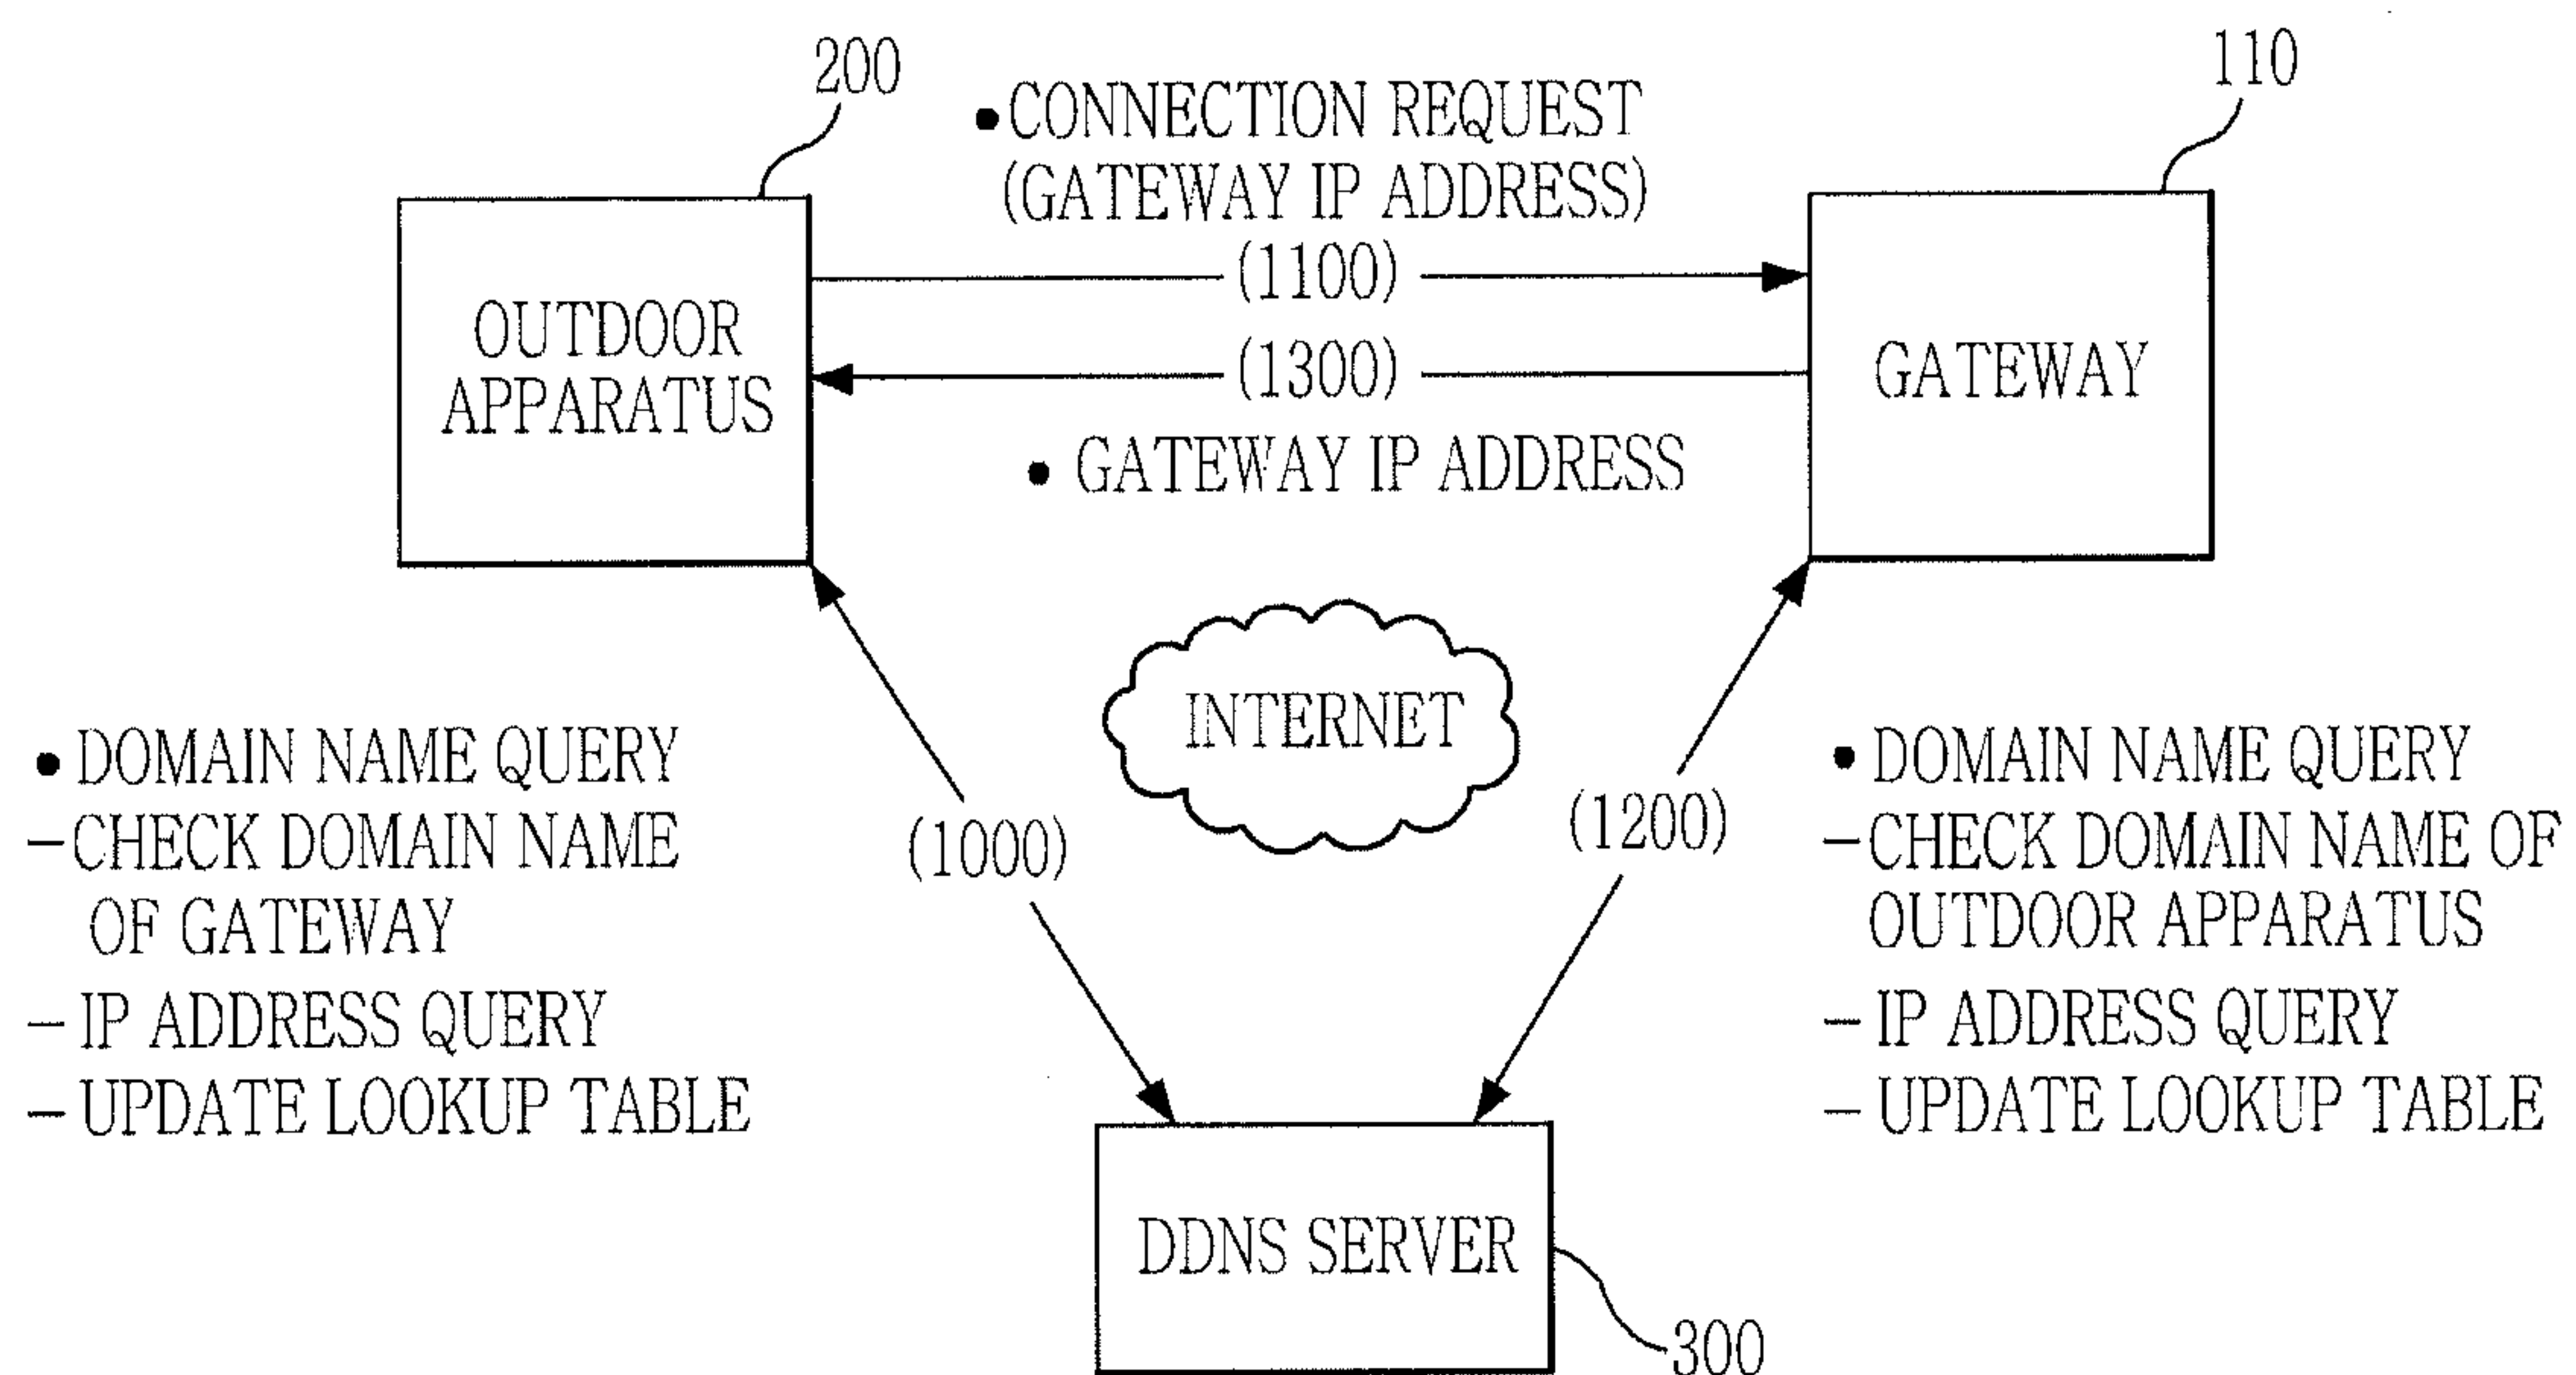 200
110
• CONNECTION REQUEST
(GATEWAY IP ADDRESS)
(1100)
OUTDOOR
APPARATUS
(1300)
GATEWAY
• GATEWAY IP ADDRESS
INTERNET
• DOMAIN NAME QUERY
– CHECK DOMAIN NAME
OF GATEWAY
– IP ADDRESS QUERY
– UPDATE LOOKUP TABLE
(1000)
(1200)
• DOMAIN NAME QUERY
– CHECK DOMAIN NAME OF
OUTDOOR APPARATUS
– IP ADDRESS QUERY
– UPDATE LOOKUP TABLE
DDNS SERVER
300